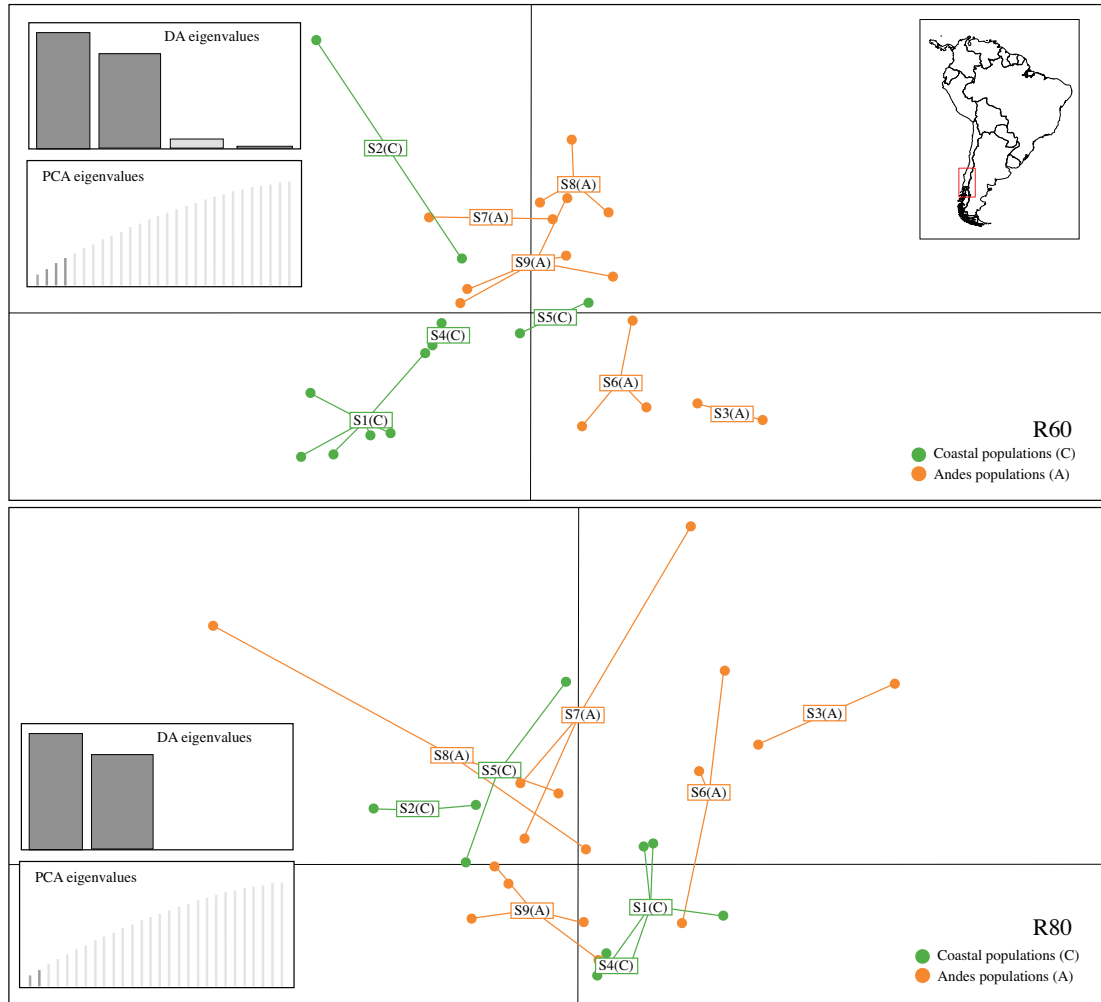 DA eigenvalues
S2(C)
PCA eigenvalues
S8(A)
S7(A)
S9(A)
S5(C)
S4(C)
S6(A)
S3(A)
S1(C)
R60
Coastal populations (C)
Andes populations (A)
S7(A)
S3(A)
DA eigenvalues
S8(A)
S5(C)
S6(A)
S2(C)
PCA eigenvalues
S1(C)
S9(A)
R80
S4(C)
Coastal populations (C)
Andes populations (A)